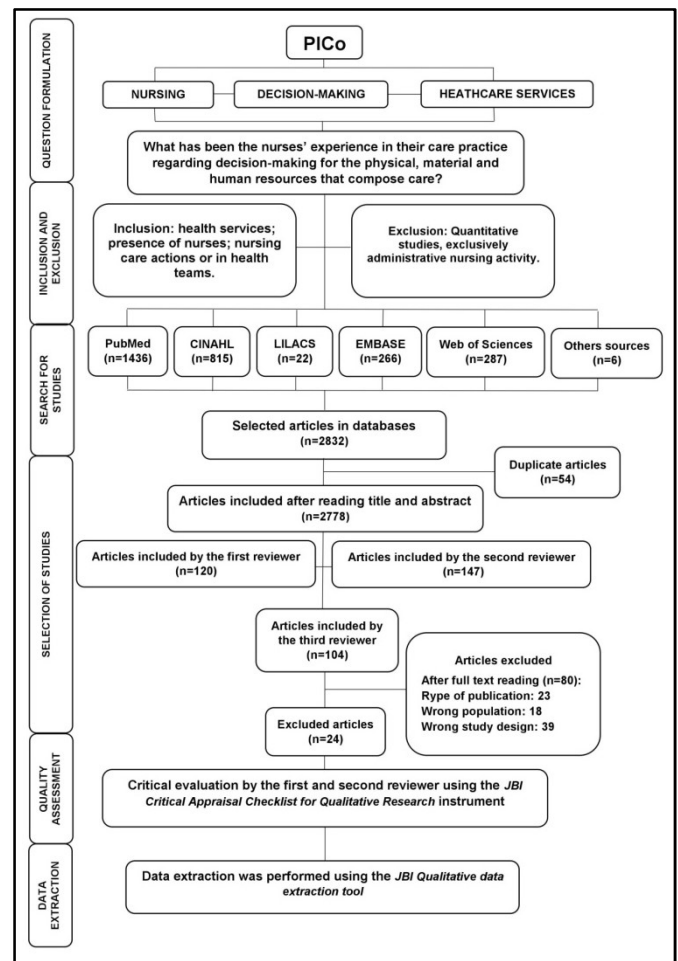 PICo
NURSING
DECISION-MAKING
HEATHCARE SERVICES
What has been the nurses’ experience in their care practice
regarding decision-making for the physical, material and
human resources that compose care?
QUESTION FORMULATION
Inclusion: health services;
presence of nurses; nursing
care actions or in health
teams.
Exclusion: Quantitative
studies, exclusively
administrative nursing activity.
INCLUSION AND
EXCLUSION
PubMed
(n=1436)
CINAHL
(n=815)
LILACS
(n=22)
EMBASE
(n=266)
Web of Sciences
(n=287)
Others sources
(n=6)
SEARCH FOR
STUDIES
Selected articles in databases
(n=2832)
Duplicate articles
(n=54)
Articles included after reading title and abstract
(n=2778)
Articles included by the first reviewer
(n=120)
Articles included by the second reviewer
(n=147)
Articles included by
the third reviewer
(n=104)
Articles excluded
After full text reading (n=80):
Rype of publication: 23
Wrong population: 18
Wrong study design: 39
Excluded articles
(n=24)
SELECTION OF STUDIES
Critical evaluation by the first and second reviewer using the JBI
Critical Appraisal Checklist for Qualitative Research instrument
QUALITY
ASSESSMENT
Data extraction was performed using the JBI Qualitative data
extraction tool
DATA
EXTRACTION